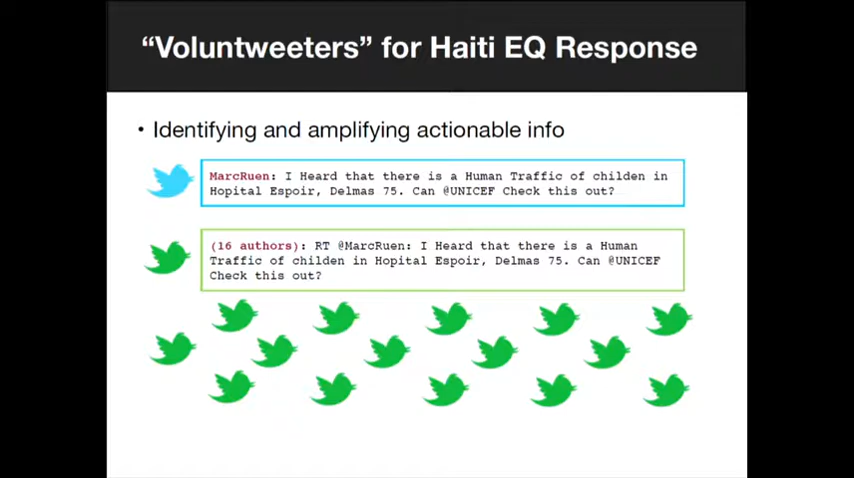 “Voluntweeters” for Haiti EQ Response
• Identifying and amplifying actionable info
MarcRuen: I Heard that there is a Human Traffic of childen in
Hopital Espoir, Delmas 75. Can @UNICEF Check this out?
(16 authors): RT @MarcRuen: I Heard that there is a Human
Traffic of childen in Hopital Espoir, Delmas 75. Can @UNICEF
Check this out?